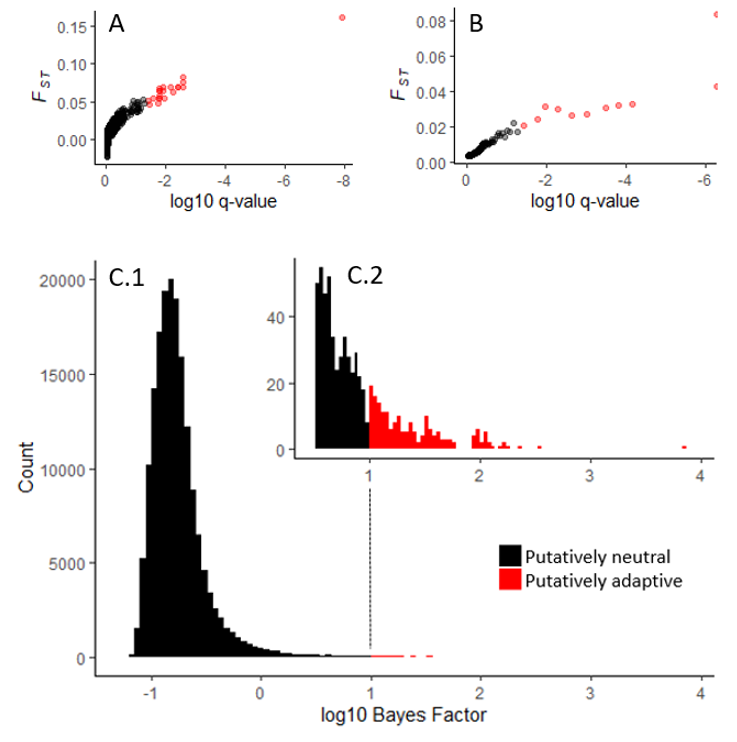 A
0.15
0.10
0.05
0.00
F ST
0 -2 -4 -6 -8
log10 q-value
B
0.08
0.06
0.04
0.02
0.00
F ST
0 -2 -4 -6
log10 q-value
C.1
20000
15000
10000
5000
0
Count
-1 0 1 2 3 4
log10 Bayes Factor
C.2
40
20
0
1 2 3 4
Putatively neutral
Putatively adaptive